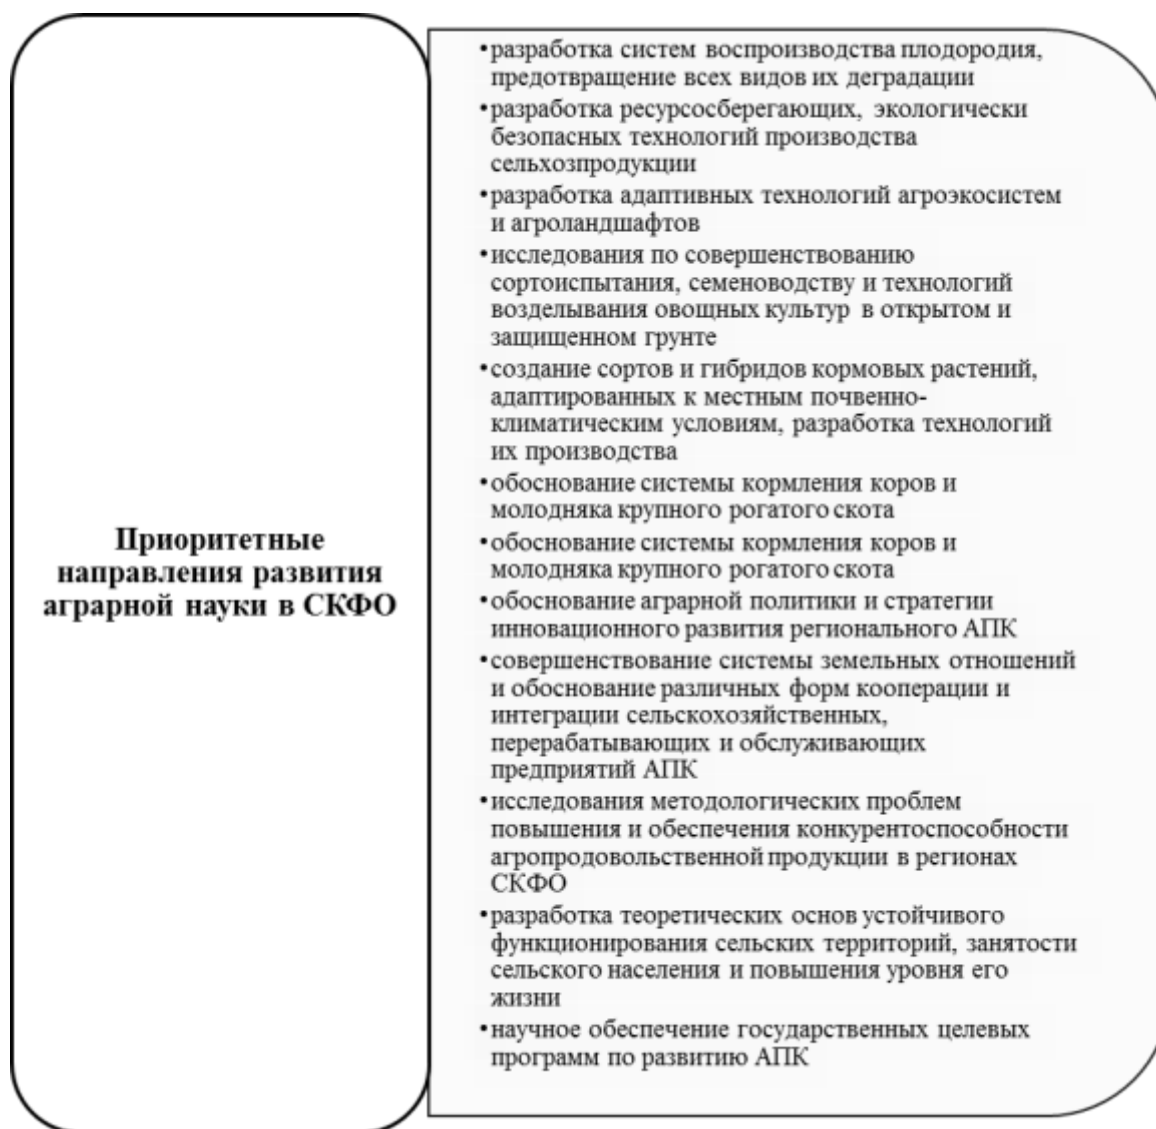 Приоритетные
направления развития
аграрной науки в СКФО
•разработка систем воспроизводства плодородия,
предотвращение всех видов их деградации
•разработка ресурсосберегающих, экологически
безопасных технологий производства
сельхозпродукции
•разработка адаптивных технологий агроэкосистем
и агроландшафтов
•исследования по совершенствованию
сортоиспытания, семеноводству и технологий
возделывания овощных культур в открытом и
защищенном грунте
•создание сортов и гибридов кормовых растений,
адаптированных к местным почвенно-
климатическим условиям, разработка технологий
их производства
•обоснование системы кормления коров и
молодняка крупного рогатого скота
•обоснование системы кормления коров и
молодняка крупного рогатого скота
•обоснование аграрной политики и стратегии
инновационного развития регионального АПК
•совершенствование системы земельных отношений
и обоснование различных форм кооперации и
интеграции сельскохозяйственных,
перерабатывающих и обслуживающих
предприятий АПК
•исследования методологических проблем
повышения и обеспечения конкурентоспособности
агропродовольственной продукции в регионах
СКФО
•разработка теоретических основ устойчивого
функционирования сельских территорий, занятости
сельского населения и повышения уровня его
жизни
•научное обеспечение государственных целевых
программ по развитию АПК